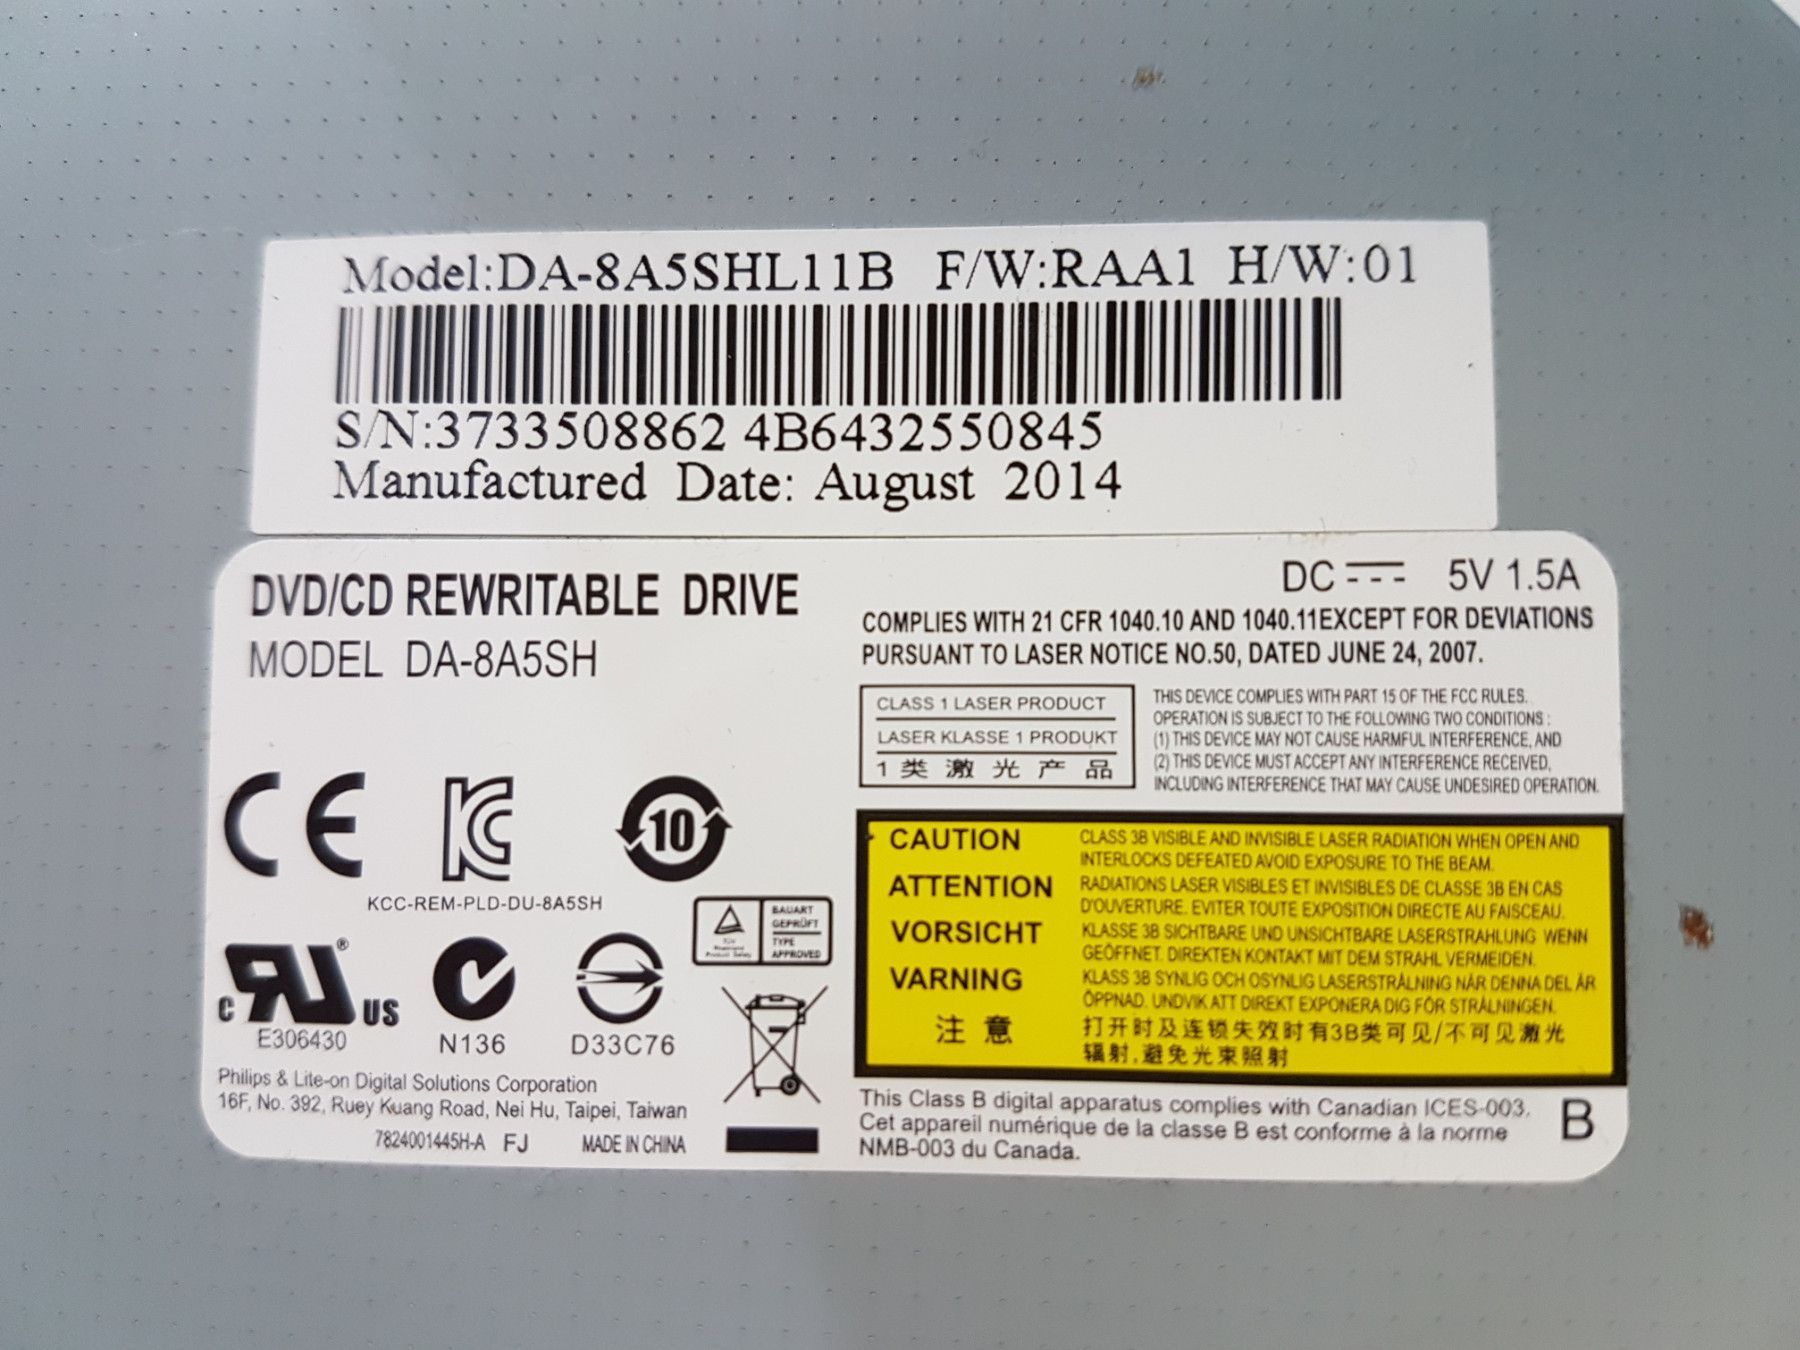 Model:DA-8A5SHL11B F/W:RAA1 H/W:01
S/N:3733508862 4B6432550845
Manufactured Date: August 2014
DVD/CD REWRITABLE DRIVE
MODEL DA-8A5SH
DC 5V 1.5A
COMPLIES WITH 21 CFR 1040.10 AND 1040.11EXCEPT FOR DEVIATIONS
PURSUANT TO LASER NOTICE NO.50, DATED JUNE 24, 2007.
CLASS 1 LASER PRODUCT
LASER KLASSE 1 PRODUKT
1 类 激 光 产 品
THIS DEVICE COMPLIES WITH PART 15 OF THE FCC RULES.
OPERATION IS SUBJECT TO THE FOLLOWING TWO CONDITIONS :
(1) THIS DEVICE MAY NOT CAUSE HARMFUL INTERFERENCE, AND
(2) THIS DEVICE MUST ACCEPT ANY INTERFERENCE RECEIVED,
INCLUDING INTERFERENCE THAT MAY CAUSE UNDESIRED OPERATION.
CE KC 10
KCC-REM-PLD-DU-8A5SH
BAUART
GEPRÜFT
TYPE
APPROVED
TÜV
Rheinland
Product Safety
c RU US
E306430
N136
D33C76
Philips & Lite-on Digital Solutions Corporation
16F, No. 392, Ruey Kuang Road, Nei Hu, Taipei, Taiwan
7824001445H-A FJ MADE IN CHINA
CAUTION CLASS 3B VISIBLE AND INVISIBLE LASER RADIATION WHEN OPEN AND
INTERLOCKS DEFEATED AVOID EXPOSURE TO THE BEAM.
ATTENTION RADIATIONS LASER VISIBLES ET INVISIBLES DE CLASSE 3B EN CAS
D'OUVERTURE. EVITER TOUTE EXPOSITION DIRECTE AU FAISCEAU.
VORSICHT KLASSE 3B SICHTBARE UND UNSICHTBARE LASERSTRAHLUNG WENN
GEÖFFNET. DIREKTEN KONTAKT MIT DEM STRAHL VERMEIDEN.
VARNING KLASS 3B SYNLIG OCH OSYNLIG LASERSTRÅLNING NÄR DENNA DEL ÄR
ÖPPNAD. UNDVIK ATT DIREKT EXPONERA DIG FÖR STRÅLNINGEN.
注 意 打开时及连锁失效时有3B类可见/不可见激光
辐射,避免光束照射
This Class B digital apparatus complies with Canadian ICES-003.
Cet appareil numérique de la classe B est conforme à la norme
NMB-003 du Canada.
B